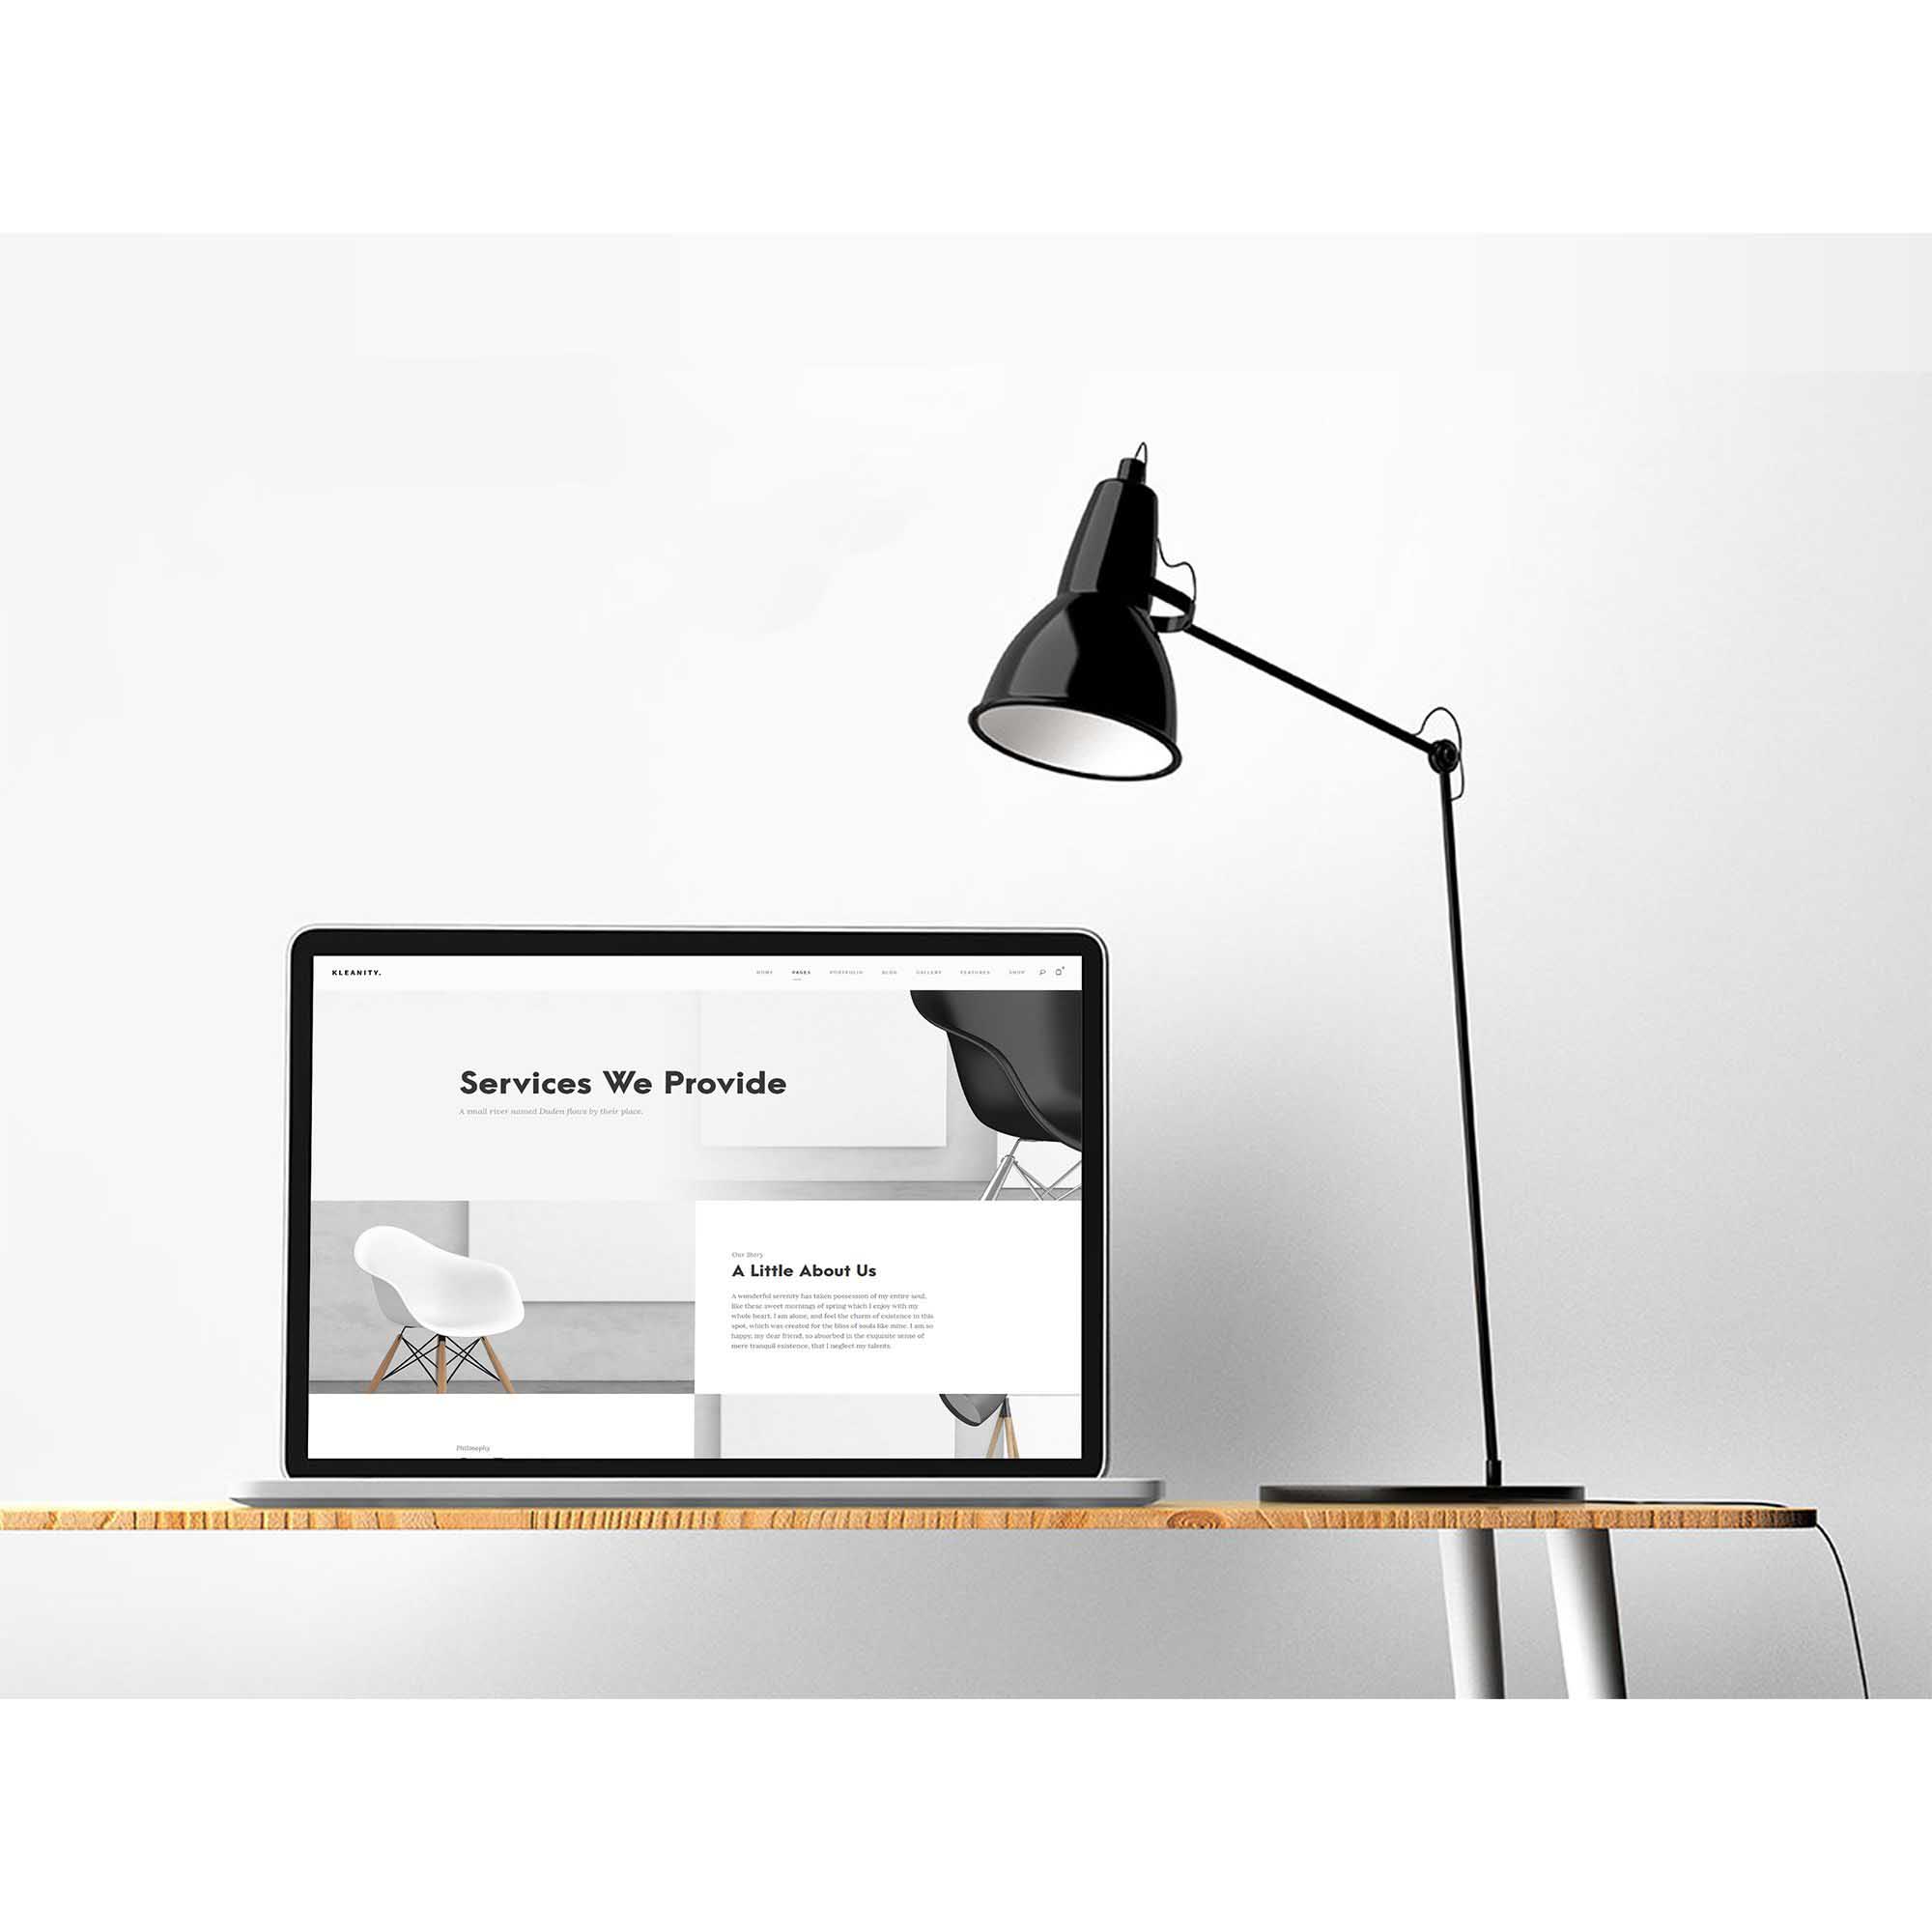 KLEANITY.
HOME PAGES PORTFOLIO BLOG GALLERY FEATURES SHOP
Services We Provide
A small river named Duden flows by their place.
Our Story
A Little About Us
A wonderful serenity has taken possession of my entire soul,
like these sweet mornings of spring which I enjoy with my
whole heart. I am alone, and feel the charm of existence in this
spot, which was created for the bliss of souls like mine. I am so
happy, my dear friend, so absorbed in the exquisite sense of
mere tranquil existence, that I neglect my talents.
Philosophy